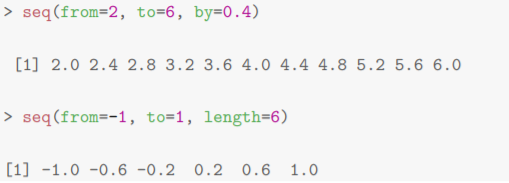 > seq(from=2, to=6, by=0.4)
[1] 2.0 2.4 2.8 3.2 3.6 4.0 4.4 4.8 5.2 5.6 6.0
> seq(from=-1, to=1, length=6)
[1] -1.0 -0.6 -0.2  0.2  0.6  1.0